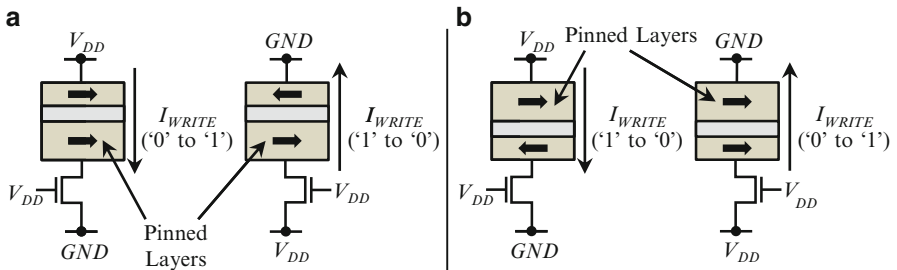 a
V_DD
GND
I_WRITE
('0' to '1')
I_WRITE
('1' to '0')
V_DD
V_DD
GND
Pinned
Layers
V_DD
b
V_DD
Pinned Layers
GND
I_WRITE
('1' to '0')
I_WRITE
('0' to '1')
V_DD
V_DD
GND
V_DD